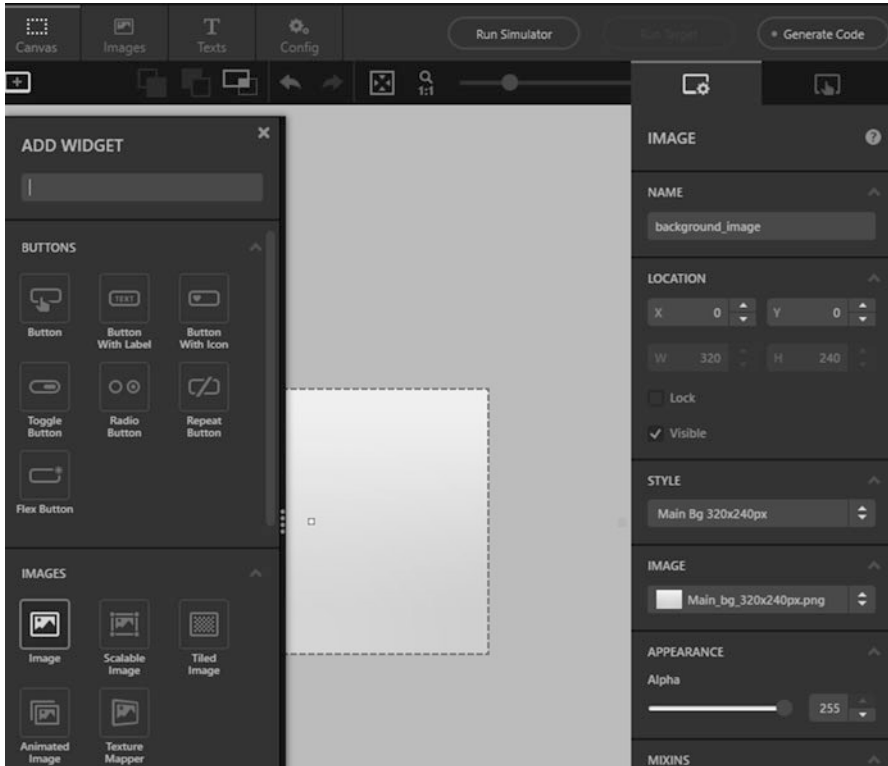 Canvas
Images
Texts
Config
Run Simulator
Run Target
Generate Code
1:1
ADD WIDGET
BUTTONS
Button
Button
With Label
TEXT
Button
With Icon
Toggle
Button
Radio
Button
Repeat
Button
Flex Button
IMAGES
Image
Scalable
Image
Tiled
Image
Animated
Image
Texture
Mapper
IMAGE
?
NAME
background_image
LOCATION
X 0
Y 0
W 320
H 240
Lock
Visible
STYLE
Main Bg 320x240px
IMAGE
Main_bg_320x240px.png
APPEARANCE
Alpha
255
MIXINS